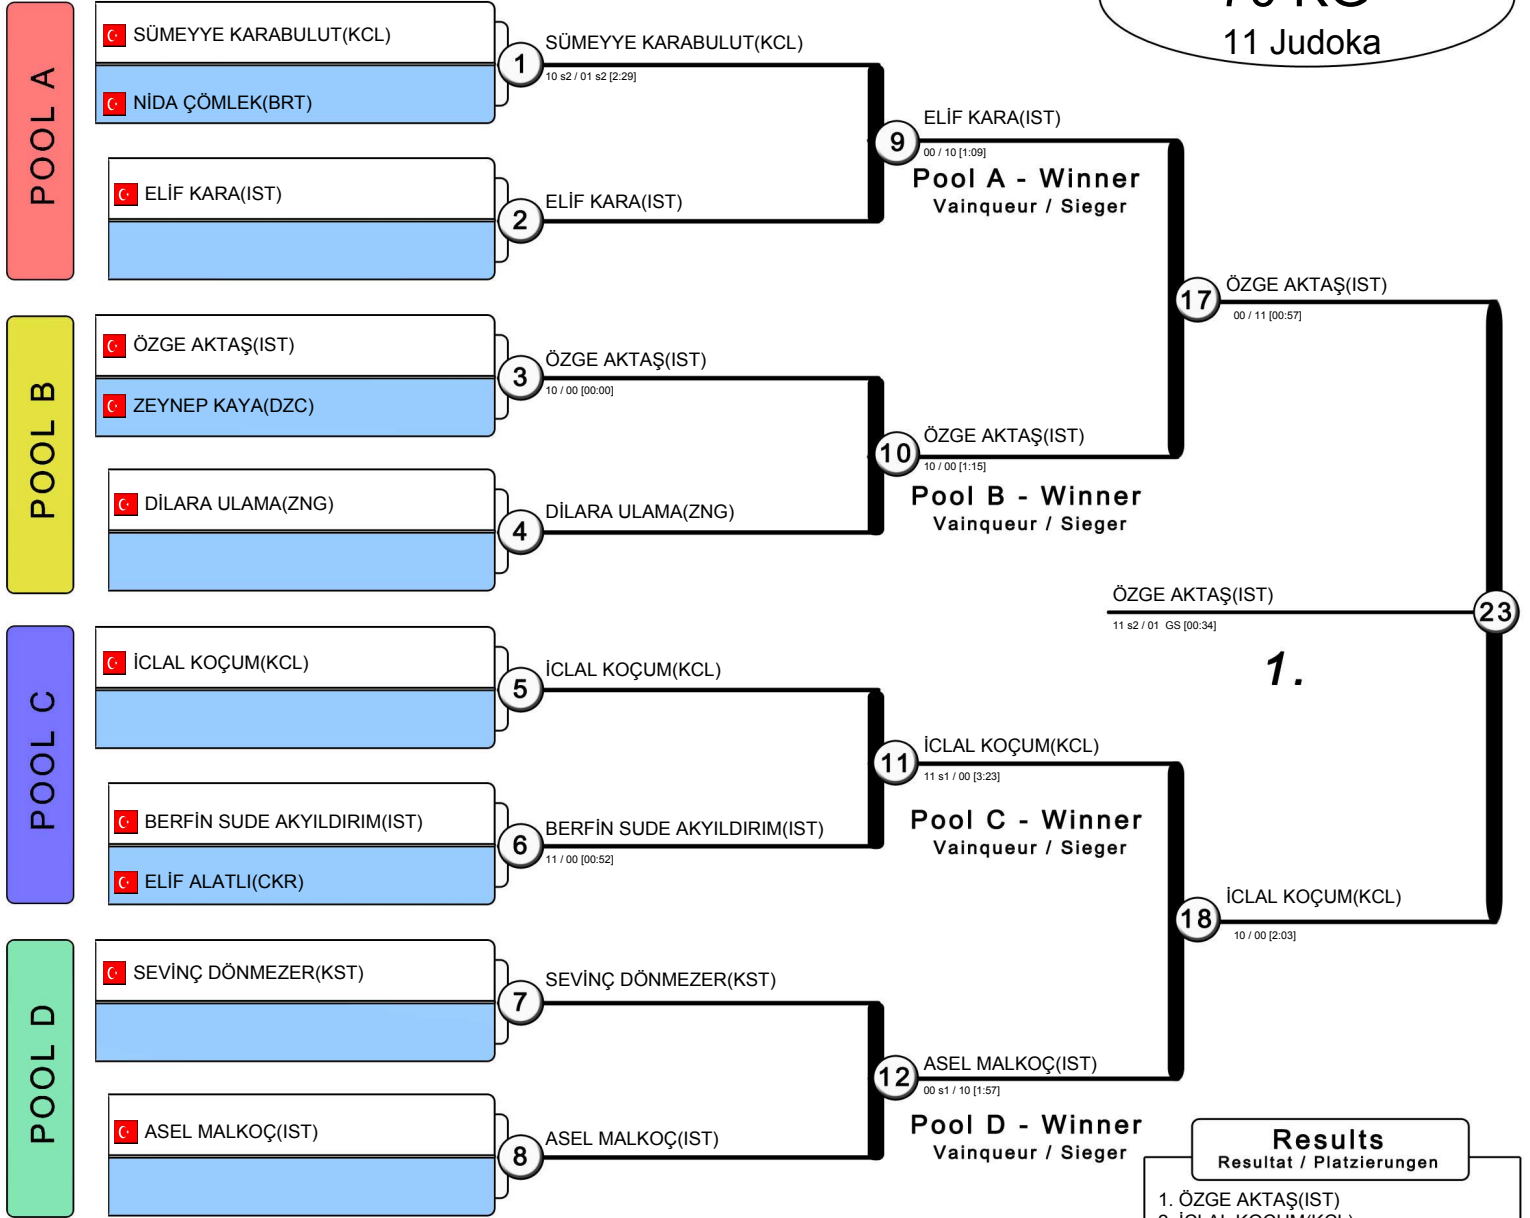 70 KG
11 Judoka
POOL A
SÜMEYYE KARABULUT(KCL)
NİDA ÇÖMLEK(BRT)
1
SÜMEYYE KARABULUT(KCL)
10 s2 / 01 s2 [2:29]
ELİF KARA(IST)
2
ELİF KARA(IST)
9
ELİF KARA(IST)
00 / 10 [1:09]
Pool A - Winner
Vainqueur / Sieger
POOL B
ÖZGE AKTAŞ(IST)
ZEYNEP KAYA(DZC)
3
ÖZGE AKTAŞ(IST)
10 / 00 [00:00]
DİLARA ULAMA(ZNG)
4
DİLARA ULAMA(ZNG)
10
ÖZGE AKTAŞ(IST)
10 / 00 [1:15]
Pool B - Winner
Vainqueur / Sieger
17
ÖZGE AKTAŞ(IST)
00 / 11 [00:57]
POOL C
İCLAL KOÇUM(KCL)
5
İCLAL KOÇUM(KCL)
BERFİN SUDE AKYILDIRIM(IST)
ELİF ALATLI(CKR)
6
BERFİN SUDE AKYILDIRIM(IST)
11 / 00 [00:52]
11
İCLAL KOÇUM(KCL)
11 s1 / 00 [3:23]
Pool C - Winner
Vainqueur / Sieger
POOL D
SEVİNÇ DÖNMEZER(KST)
7
SEVİNÇ DÖNMEZER(KST)
ASEL MALKOÇ(IST)
8
ASEL MALKOÇ(IST)
12
ASEL MALKOÇ(IST)
00 s1 / 10 [1:57]
Pool D - Winner
Vainqueur / Sieger
18
İCLAL KOÇUM(KCL)
10 / 00 [2:03]
ÖZGE AKTAŞ(IST)
11 s2 / 01 GS [00:34]
23
1.
Results
Resultat / Platzierungen
1. ÖZGE AKTAŞ(IST)
2. İCLAL KOÇUM(KCL)